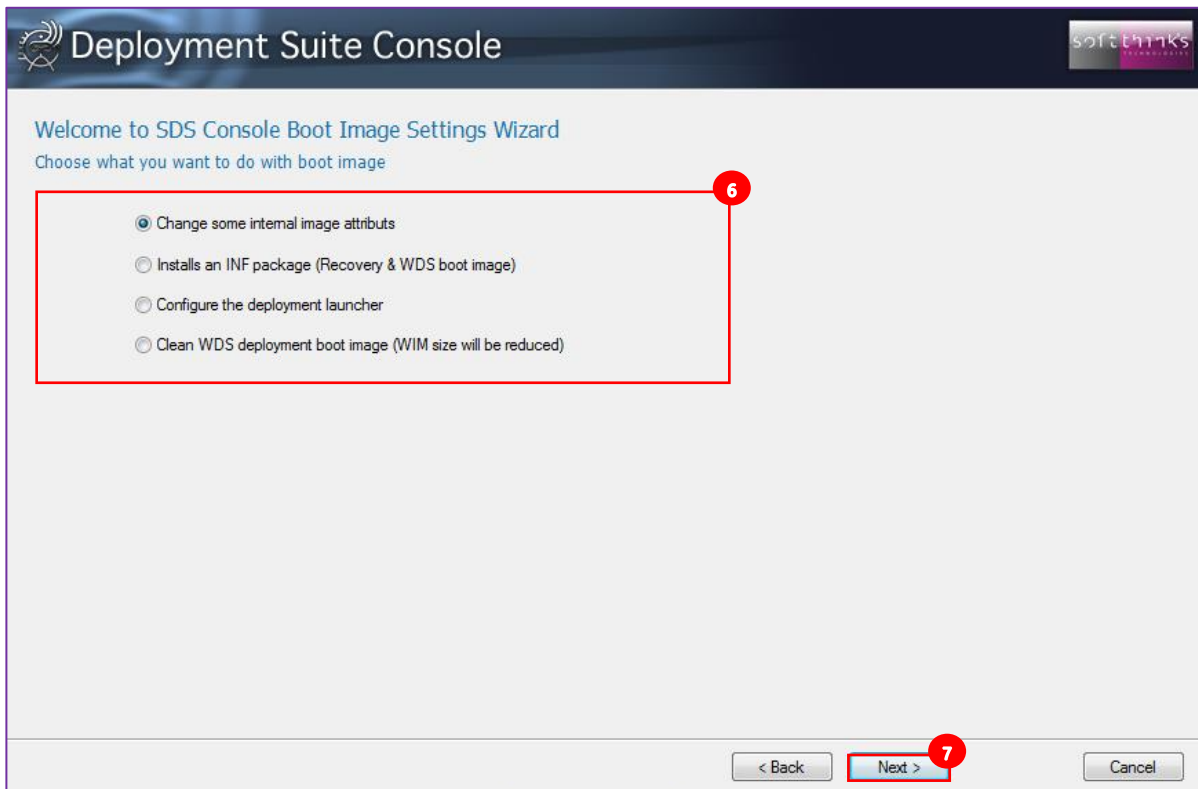 Deployment Suite Console
softthinks
TECHNOLOGIES
Welcome to SDS Console Boot Image Settings Wizard
Choose what you want to do with boot image
6
Change some internal image attributs
Installs an INF package (Recovery & WDS boot image)
Configure the deployment launcher
Clean WDS deployment boot image (WIM size will be reduced)
7
< Back
Next >
Cancel